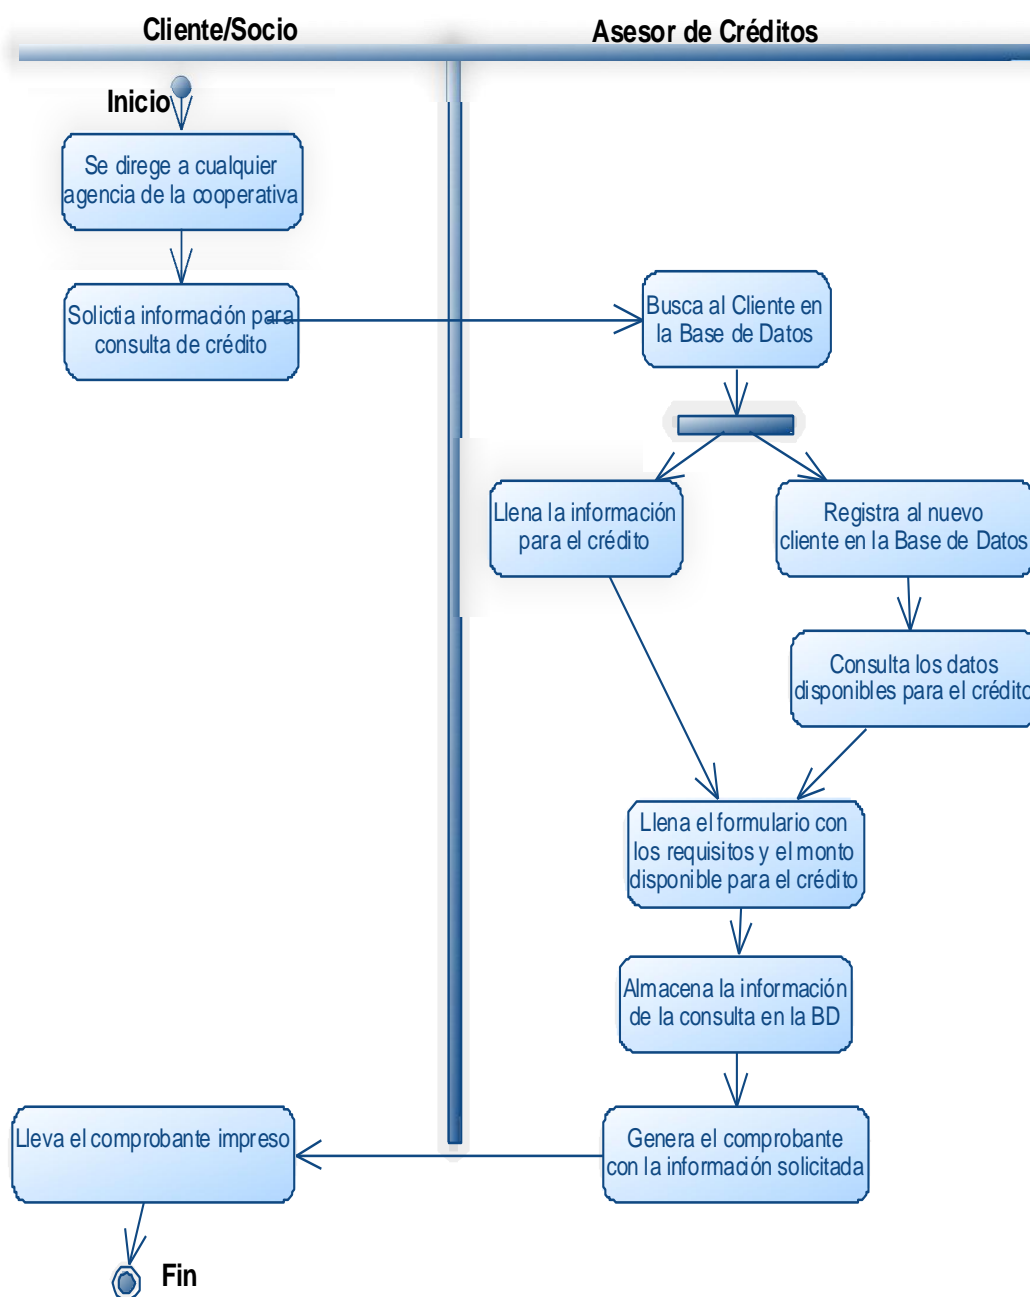 Cliente/Socio
Asesor de Créditos
Inicio
Se direge a cualquier
agencia de la cooperativa
Solictia información para
consulta de crédito
Busca al Cliente en
la Base de Datos
Llena la información
para el crédito
Registra al nuevo
cliente en la Base de Datos
Consulta los datos
disponibles para el crédito
Llena el formulario con
los requisitos y el monto
disponible para el crédito
Almacena la información
de la consulta en la BD
Genera el comprobante
con la información solicitada
Lleva el comprobante impreso
Fin